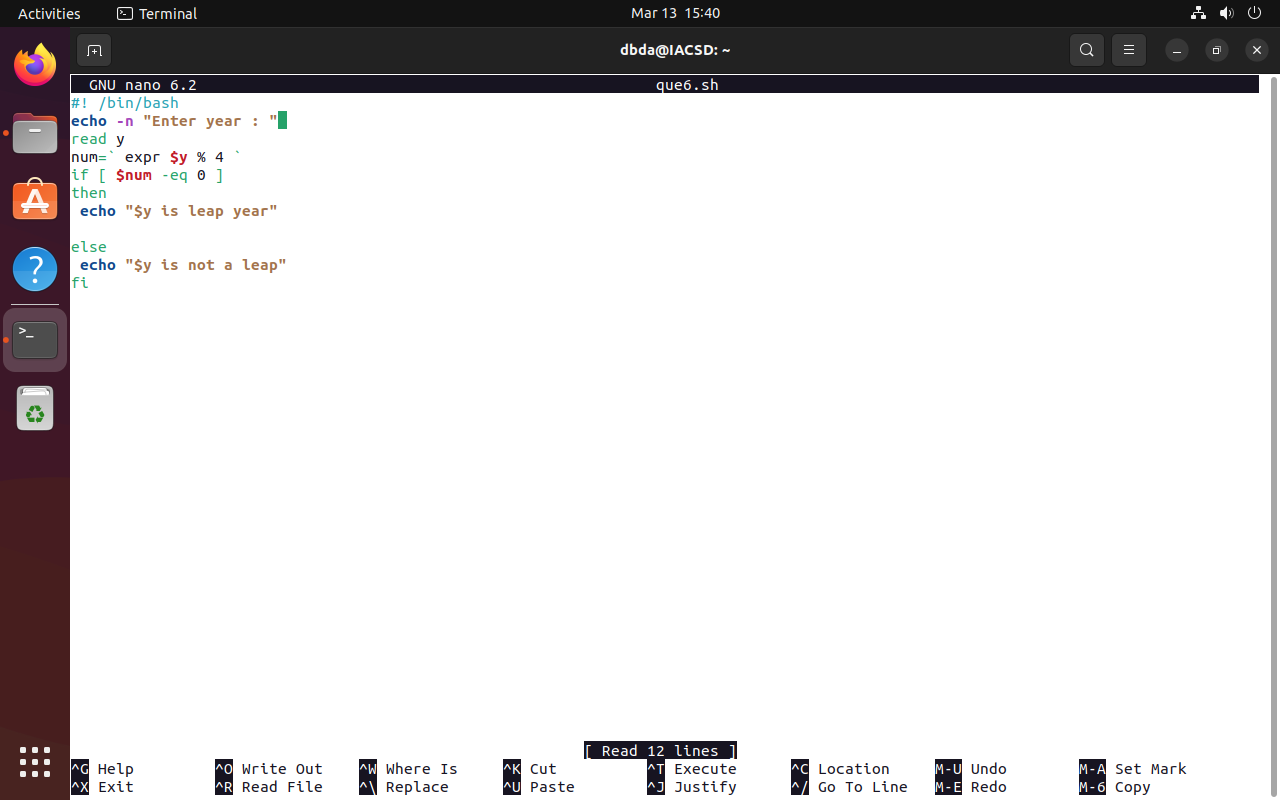 Activities Terminal Mar 13 15:40
dbda@IACSD: ~
GNU nano 6.2 que6.sh
#! /bin/bash
echo -n "Enter year : "
read y
num=` expr $y % 4 `
if [ $num -eq 0 ]
then
 echo "$y is leap year"

else
 echo "$y is not a leap"
fi
[ Read 12 lines ]
^G Help ^O Write Out ^W Where Is ^K Cut ^T Execute ^C Location M-U Undo M-A Set Mark
^X Exit ^R Read File ^\ Replace ^U Paste ^J Justify ^/ Go To Line M-E Redo M-6 Copy